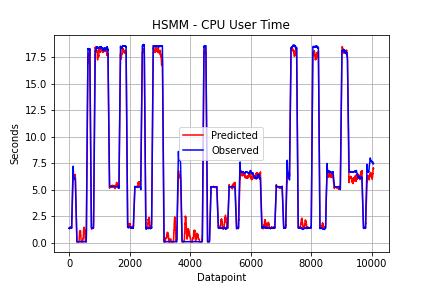 HSMM - CPU User Time
17.5
15.0
12.5
10.0
7.5
5.0
2.5
0.0
Seconds
Predicted
Observed
0 2000 4000 6000 8000 10000
Datapoint